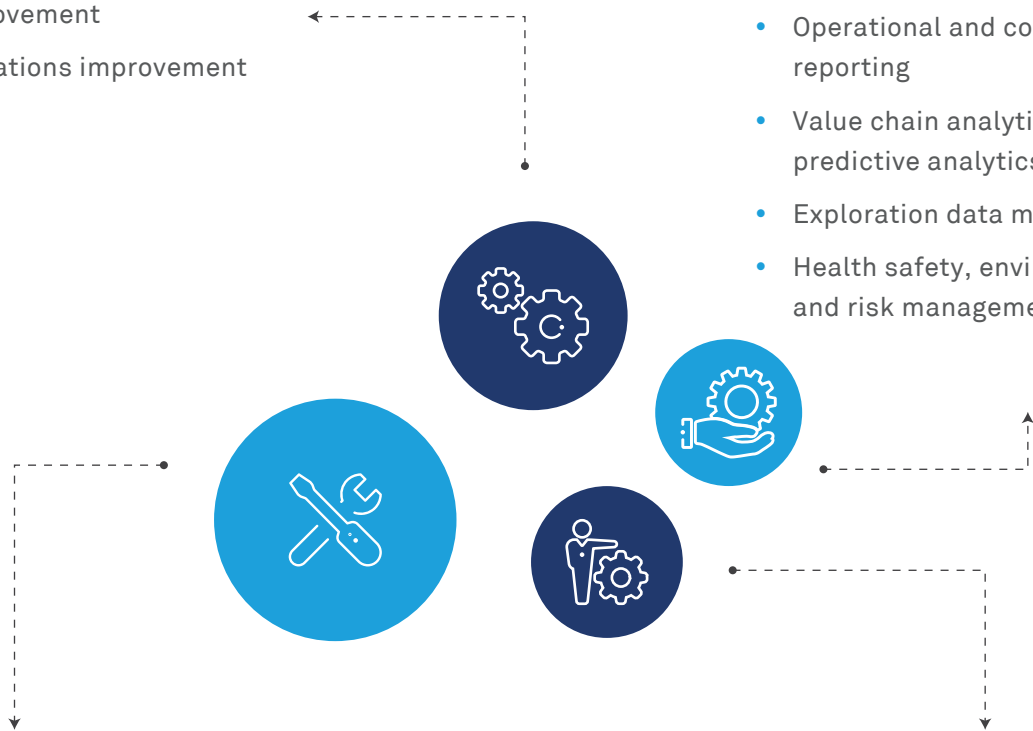 ovement
ations improvement
• Operational and co
reporting
• Value chain analyti
predictive analytics
• Exploration data m
• Health safety, envi
and risk manageme